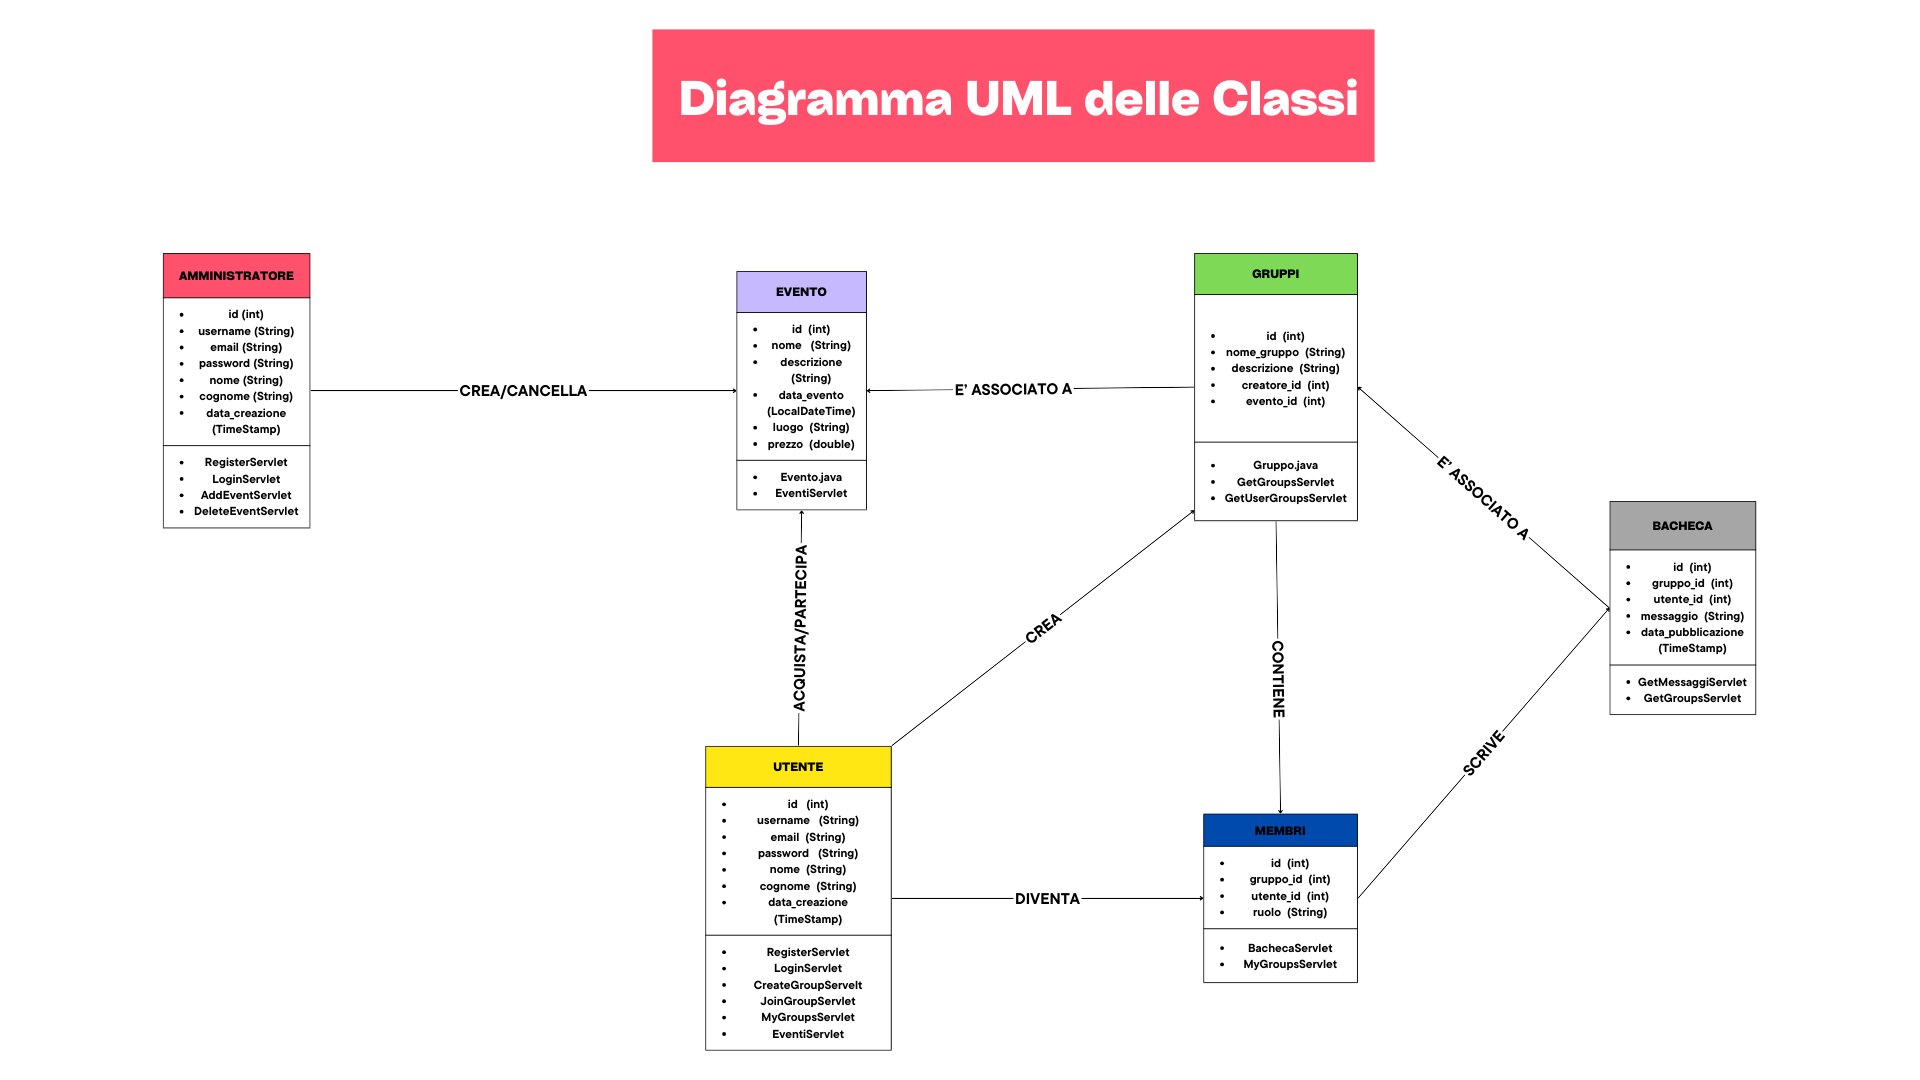 Diagramma UML delle Classi
AMMINISTRATORE
id (int)
username (String)
email (String)
password (String)
nome (String)
cognome (String)
data_creazione
(TimeStamp)
RegisterServlet
LoginServlet
AddEventServlet
DeleteEventServlet
CREA/CANCELLA
EVENTO
id (int)
nome (String)
descrizione
(String)
data_evento
(LocalDateTime)
luogo (String)
prezzo (double)
Evento.java
EventiServlet
E' ASSOCIATO A
GRUPPI
id (int)
nome_gruppo (String)
descrizione (String)
creatore_id (int)
evento_id (int)
Gruppo.java
GetGroupsServlet
GetUserGroupsServlet
E' ASSOCIATO A
BACHECA
id (int)
gruppo_id (int)
utente_id (int)
messaggio (String)
data_pubblicazione
(TimeStamp)
GetMessaggiServlet
GetGroupsServlet
ACQUISTA/PARTECIPA
CREA
CONTIENE
SCRIVE
UTENTE
id (int)
username (String)
email (String)
password (String)
nome (String)
cognome (String)
data_creazione
(TimeStamp)
RegisterServlet
LoginServlet
CreateGroupServelt
JoinGroupServlet
MyGroupsServlet
EventiServlet
DIVENTA
MEMBRI
id (int)
gruppo_id (int)
utente_id (int)
ruolo (String)
BachecaServlet
MyGroupsServlet